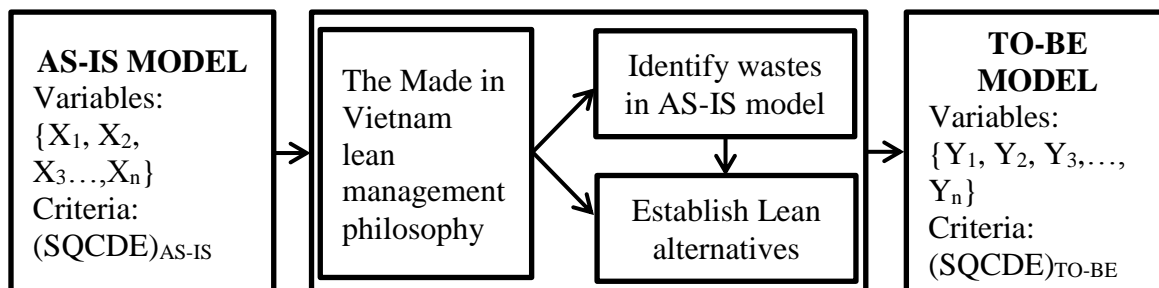 AS-IS MODEL
Variables:
{X₁, X₂,
X₃…,Xₙ}
Criteria:
(SQCDE)AS-IS
The Made in
Vietnam
lean
management
philosophy
Identify wastes
in AS-IS model
Establish Lean
alternatives
TO-BE
MODEL
Variables:
{Y₁, Y₂, Y₃,…,
Yₙ}
Criteria:
(SQCDE)TO-BE